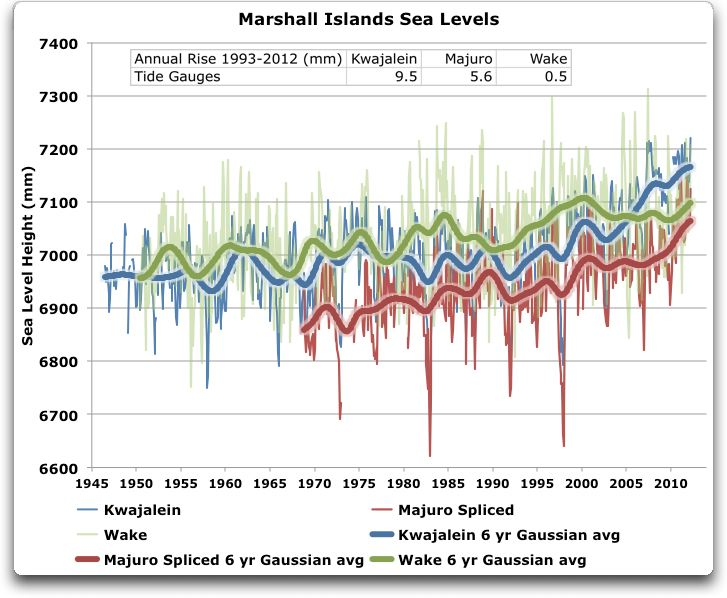 Marshall Islands Sea Levels
Annual Rise 1993-2012 (mm) Kwajalein Majuro Wake
Tide Gauges 9.5 5.6 0.5
7400
7300
7200
7100
7000
6900
6800
6700
6600
Sea Level Height (mm)
1945 1950 1955 1960 1965 1970 1975 1980 1985 1990 1995 2000 2005 2010
Kwajalein Majuro Spliced
Wake Kwajalein 6 yr Gaussian avg
Majuro Spliced 6 yr Gaussian avg Wake 6 yr Gaussian avg